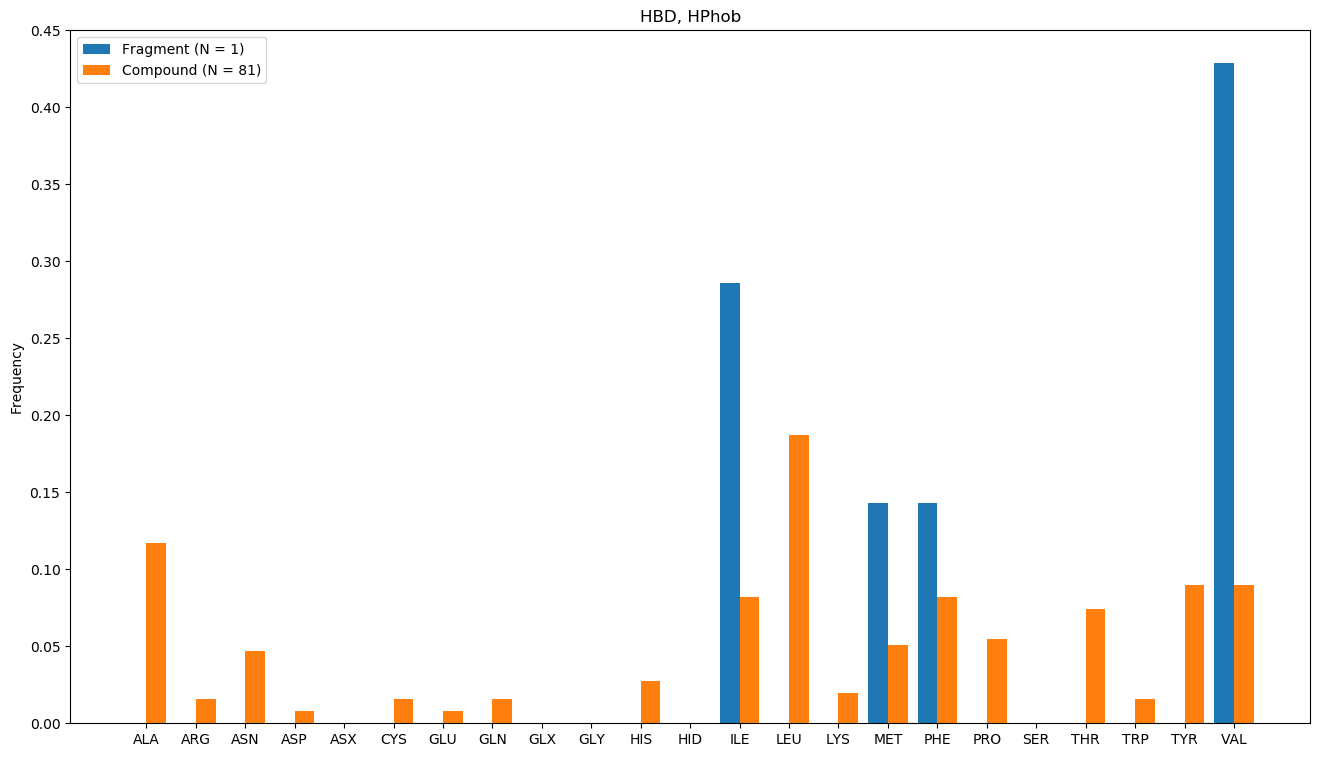 HBD, HPhob
Fragment (N = 1)
Compound (N = 81)
Frequency
0.45
0.40
0.35
0.30
0.25
0.20
0.15
0.10
0.05
0.00
ALA ARG ASN ASP ASX CYS GLU GLN GLX GLY HIS HID ILE LEU LYS MET PHE PRO SER THR TRP TYR VAL